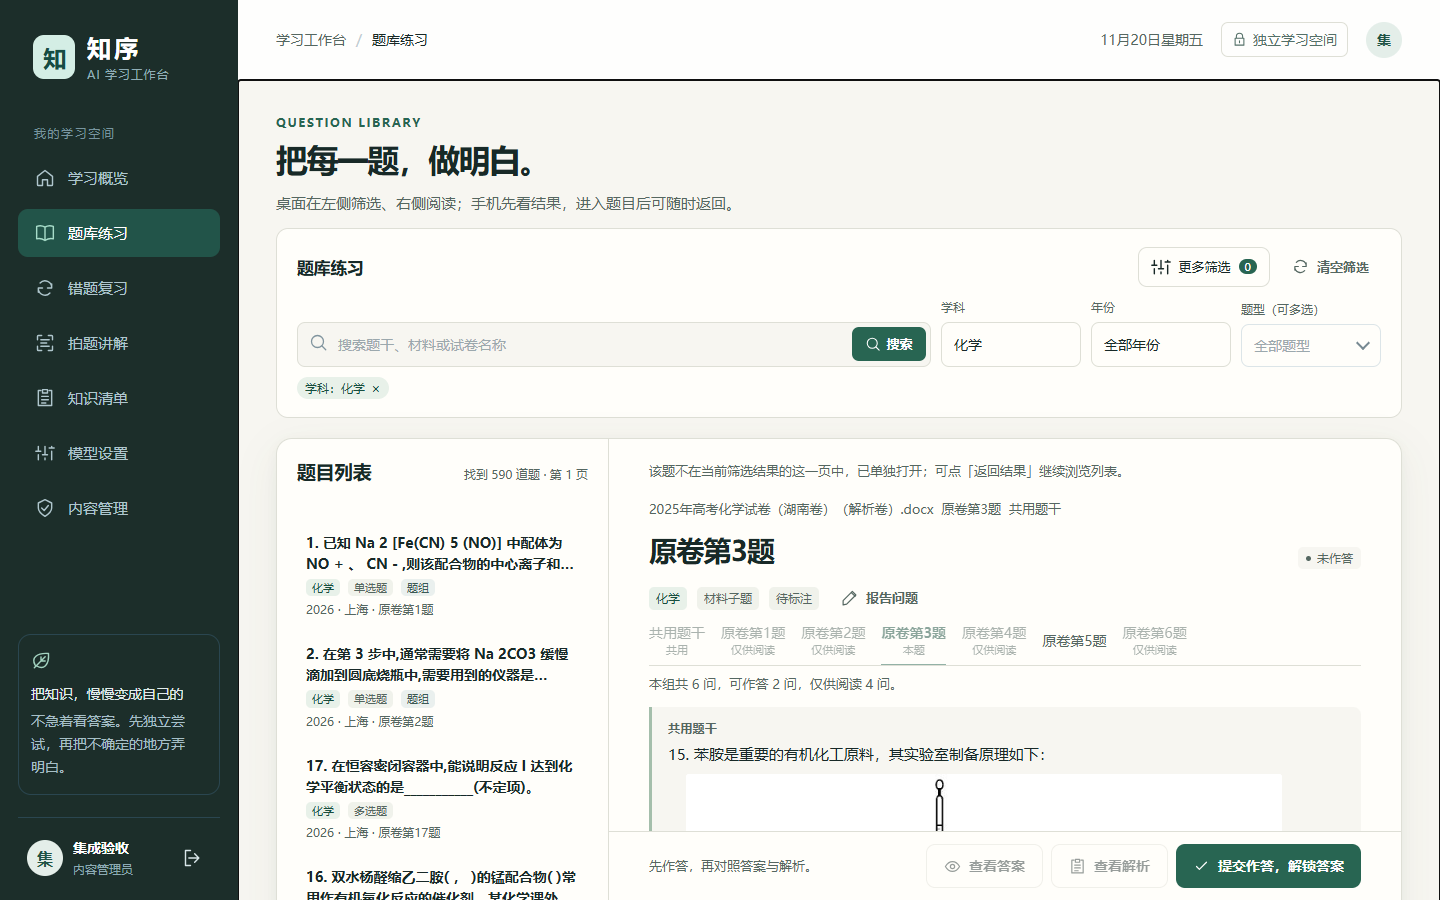 知
知序
AI 学习工作台
我的学习空间
学习概览
题库练习
错题复习
拍题讲解
知识清单
模型设置
内容管理
把知识，慢慢变成自己的
不急着看答案。先独立尝
试，再把不确定的地方弄
明白。
集
集成验收
内容管理员
学习工作台 / 题库练习
11月20日星期五
独立学习空间
集
QUESTION LIBRARY
把每一题，做明白。
桌面在左侧筛选、右侧阅读；手机先看结果，进入题目后可随时返回。
题库练习
更多筛选 0
清空筛选
搜索题干、材料或试卷名称
搜索
学科
化学
年份
全部年份
题型（可多选）
全部题型
学科：化学 ×
题目列表
找到 590 道题 · 第 1 页
1. 已知 Na 2 [Fe(CN) 5 (NO)] 中配体为
NO + 、 CN - ,则该配合物的中心离子和...
化学 单选题 题组
2026 · 上海 · 原卷第1题
2. 在第 3 步中,通常需要将 Na 2CO3 缓慢
滴加到圆底烧瓶中,需要用到的仪器是...
化学 单选题 题组
2026 · 上海 · 原卷第2题
17. 在恒容密闭容器中,能说明反应 I 达到化
学平衡状态的是__________(不定项)。
化学 多选题
2026 · 上海 · 原卷第17题
16. 双水杨醛缩乙二胺( ， )的锰配合物( )常
用作有机氧化反应的催化剂。某化学课外
该题不在当前筛选结果的这一页中，已单独打开；可点「返回结果」继续浏览列表。
2025年高考化学试卷（湖南卷）（解析卷）.docx 原卷第3题 共用题干
原卷第3题
未作答
化学 材料子题 待标注
报告问题
共用题干
共用
原卷第1题
仅供阅读
原卷第2题
仅供阅读
原卷第3题
本题
原卷第4题
仅供阅读
原卷第5题
原卷第6题
仅供阅读
本组共 6 问，可作答 2 问，仅供阅读 4 问。
共用题干
15. 苯胺是重要的有机化工原料，其实验室制备原理如下：
先作答，再对照答案与解析。
查看答案
查看解析
提交作答，解锁答案